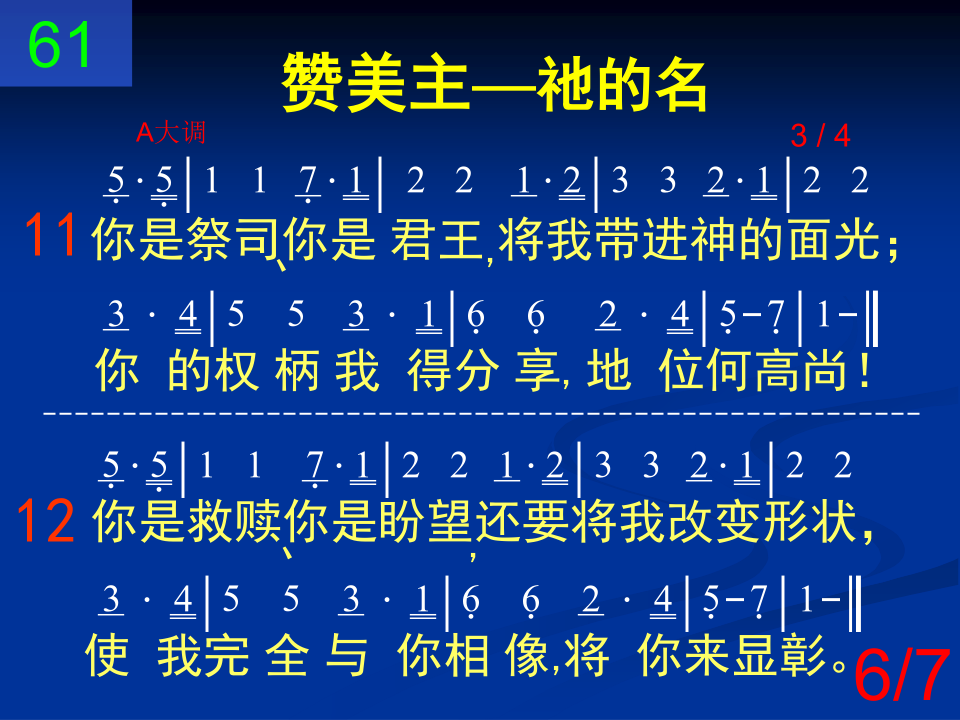 61
赞美主—祂的名
A大调
3 / 4
5 · 5 | 1 1 7 · 1 | 2 2 1 · 2 | 3 3 2 · 1 | 2 2
11 你是祭司、你是 君王,将我带进神的面光；
3 · 4 | 5 5 3 · 1 | 6 6 2 · 4 | 5-7 | 1-‖
你 的权 柄 我 得分 享, 地 位何高尚！
5 · 5 | 1 1 7 · 1 | 2 2 1 · 2 | 3 3 2 · 1 | 2 2
12 你是救赎、你是盼望,还要将我改变形状，
3 · 4 | 5 5 3 · 1 | 6 6 2 · 4 | 5-7 | 1-‖
使 我完 全 与 你相 像,将 你来显彰。
6/7